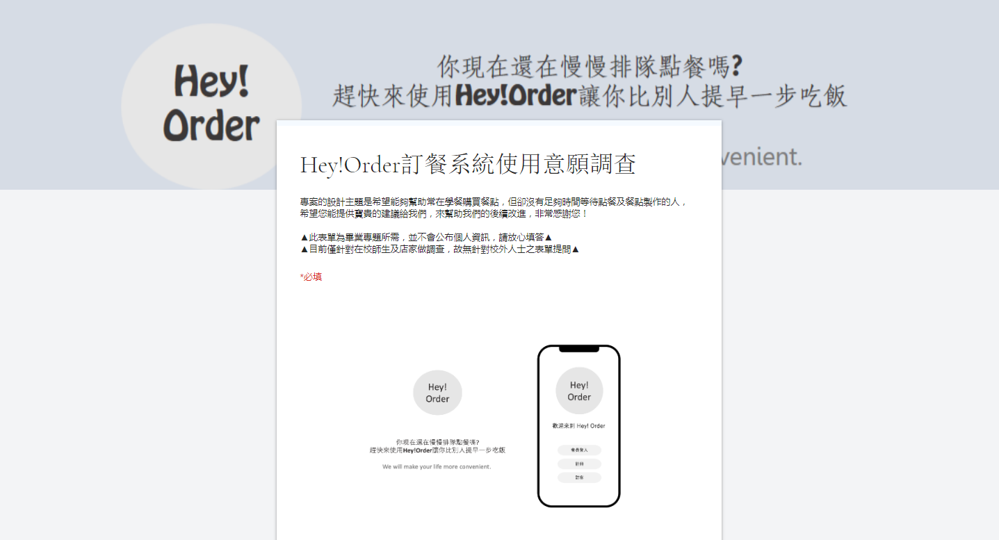 Hey!
Order
你現在還在慢慢排隊點餐嗎?
趕快來使用Hey!Order讓你比別人提早一步吃飯
venient.
Hey!Order訂餐系統使用意願調查
專案的設計主題是希望能夠幫助常在學餐購買餐點，但卻沒有足夠時間等待點餐及餐點製作的人，
希望您能提供寶貴的建議給我們，來幫助我們的後續改進，非常感謝您！
▲此表單為畢業專題所需，並不會公布個人資訊，請放心填答▲
▲目前僅針對在校師生及店家做調查，故無針對校外人士之表單提問▲
*必填
Hey!
Order
你現在還在慢慢排隊點餐嗎?
趕快來使用Hey!Order讓你比別人提早一步吃飯
We will make your life more convenient.
Hey!
Order
歡迎來到 Hey! Order
會員登入
註冊
訪客